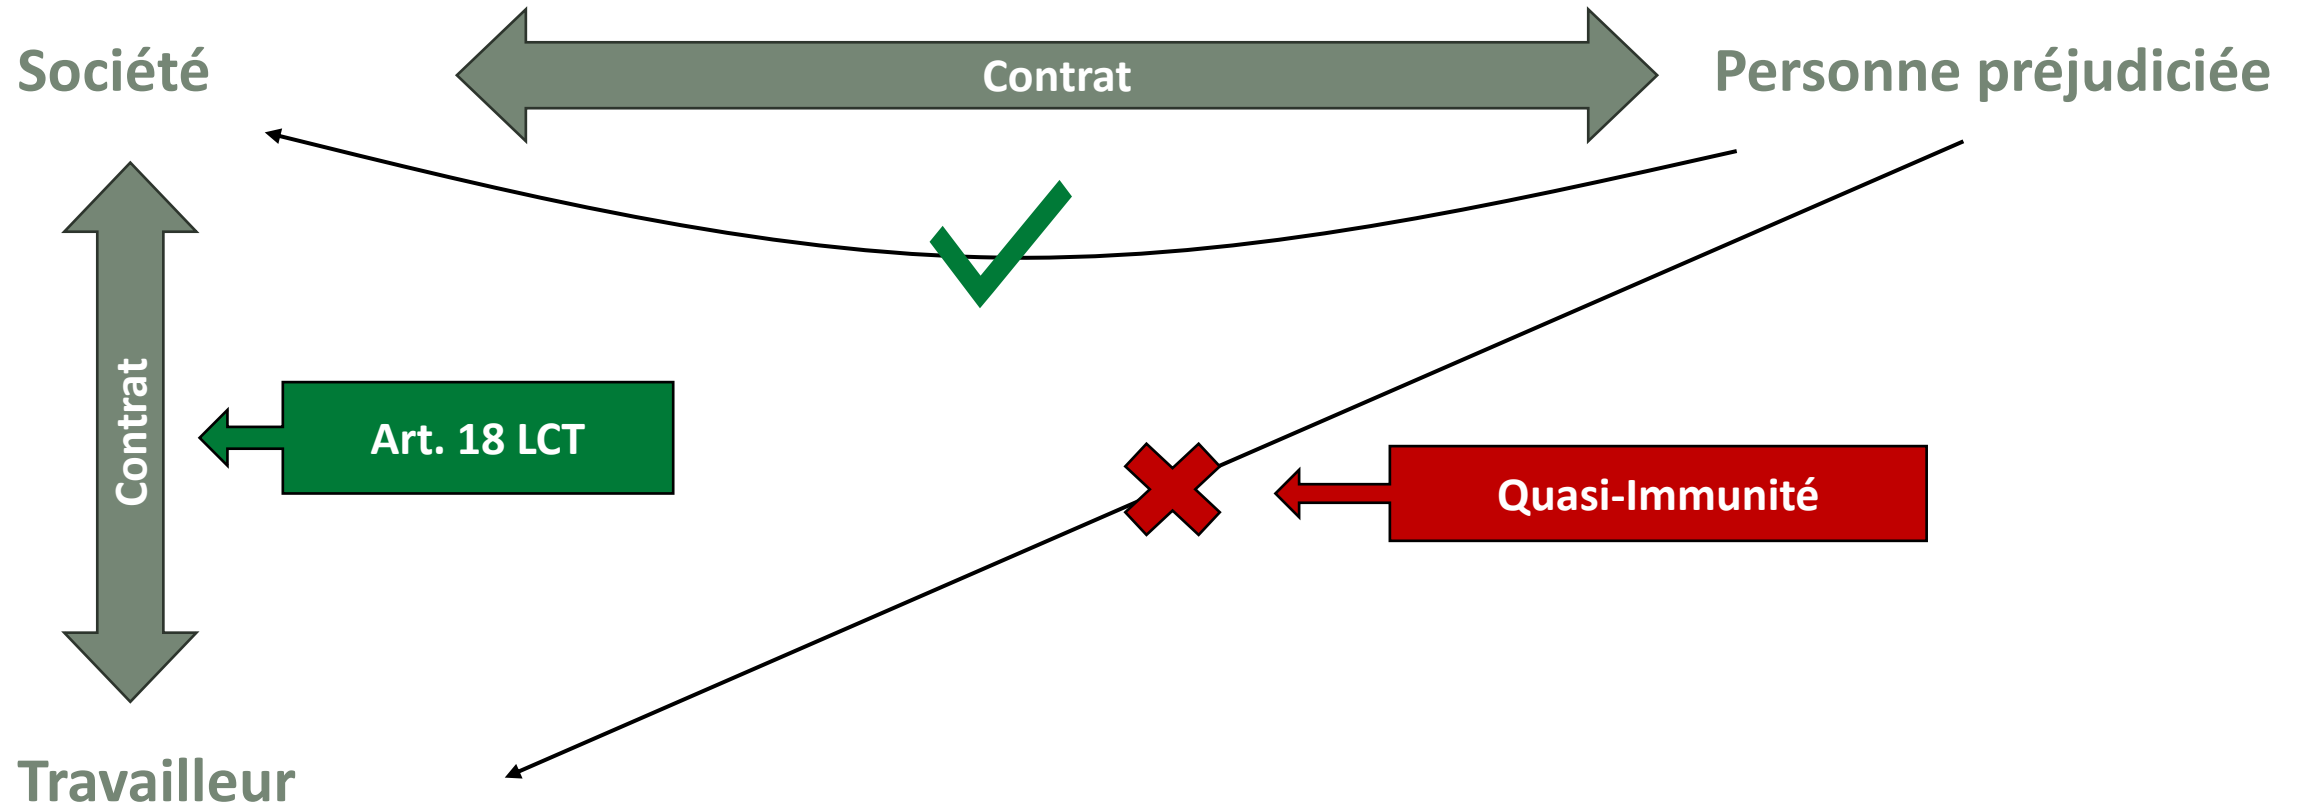 Société
Contrat
Personne préjudiciée
Contrat
Art. 18 LCT
Quasi-Immunité
Travailleur